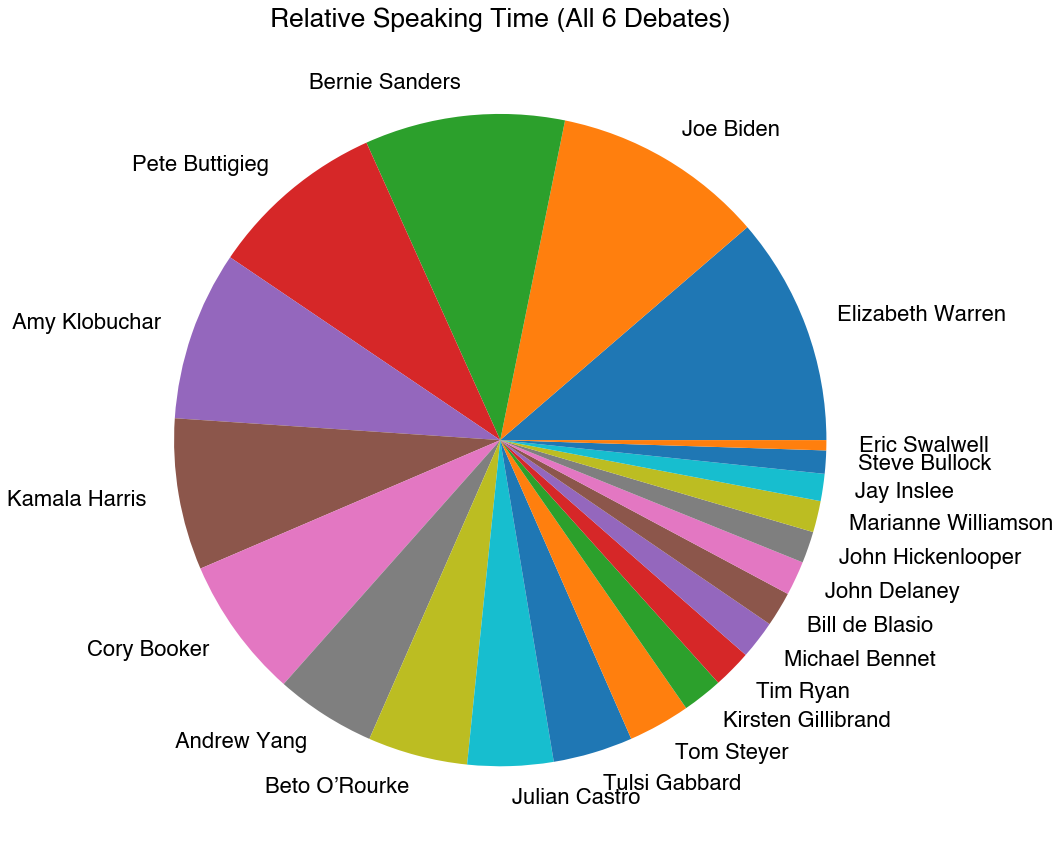 Relative Speaking Time (All 6 Debates)
Bernie Sanders
Joe Biden
Pete Buttigieg
Elizabeth Warren
Amy Klobuchar
Eric Swalwell
Steve Bullock
Jay Inslee
Kamala Harris
Marianne Williamson
John Hickenlooper
John Delaney
Bill de Blasio
Cory Booker
Michael Bennet
Tim Ryan
Kirsten Gillibrand
Andrew Yang
Tom Steyer
Tulsi Gabbard
Beto O’Rourke
Julian Castro